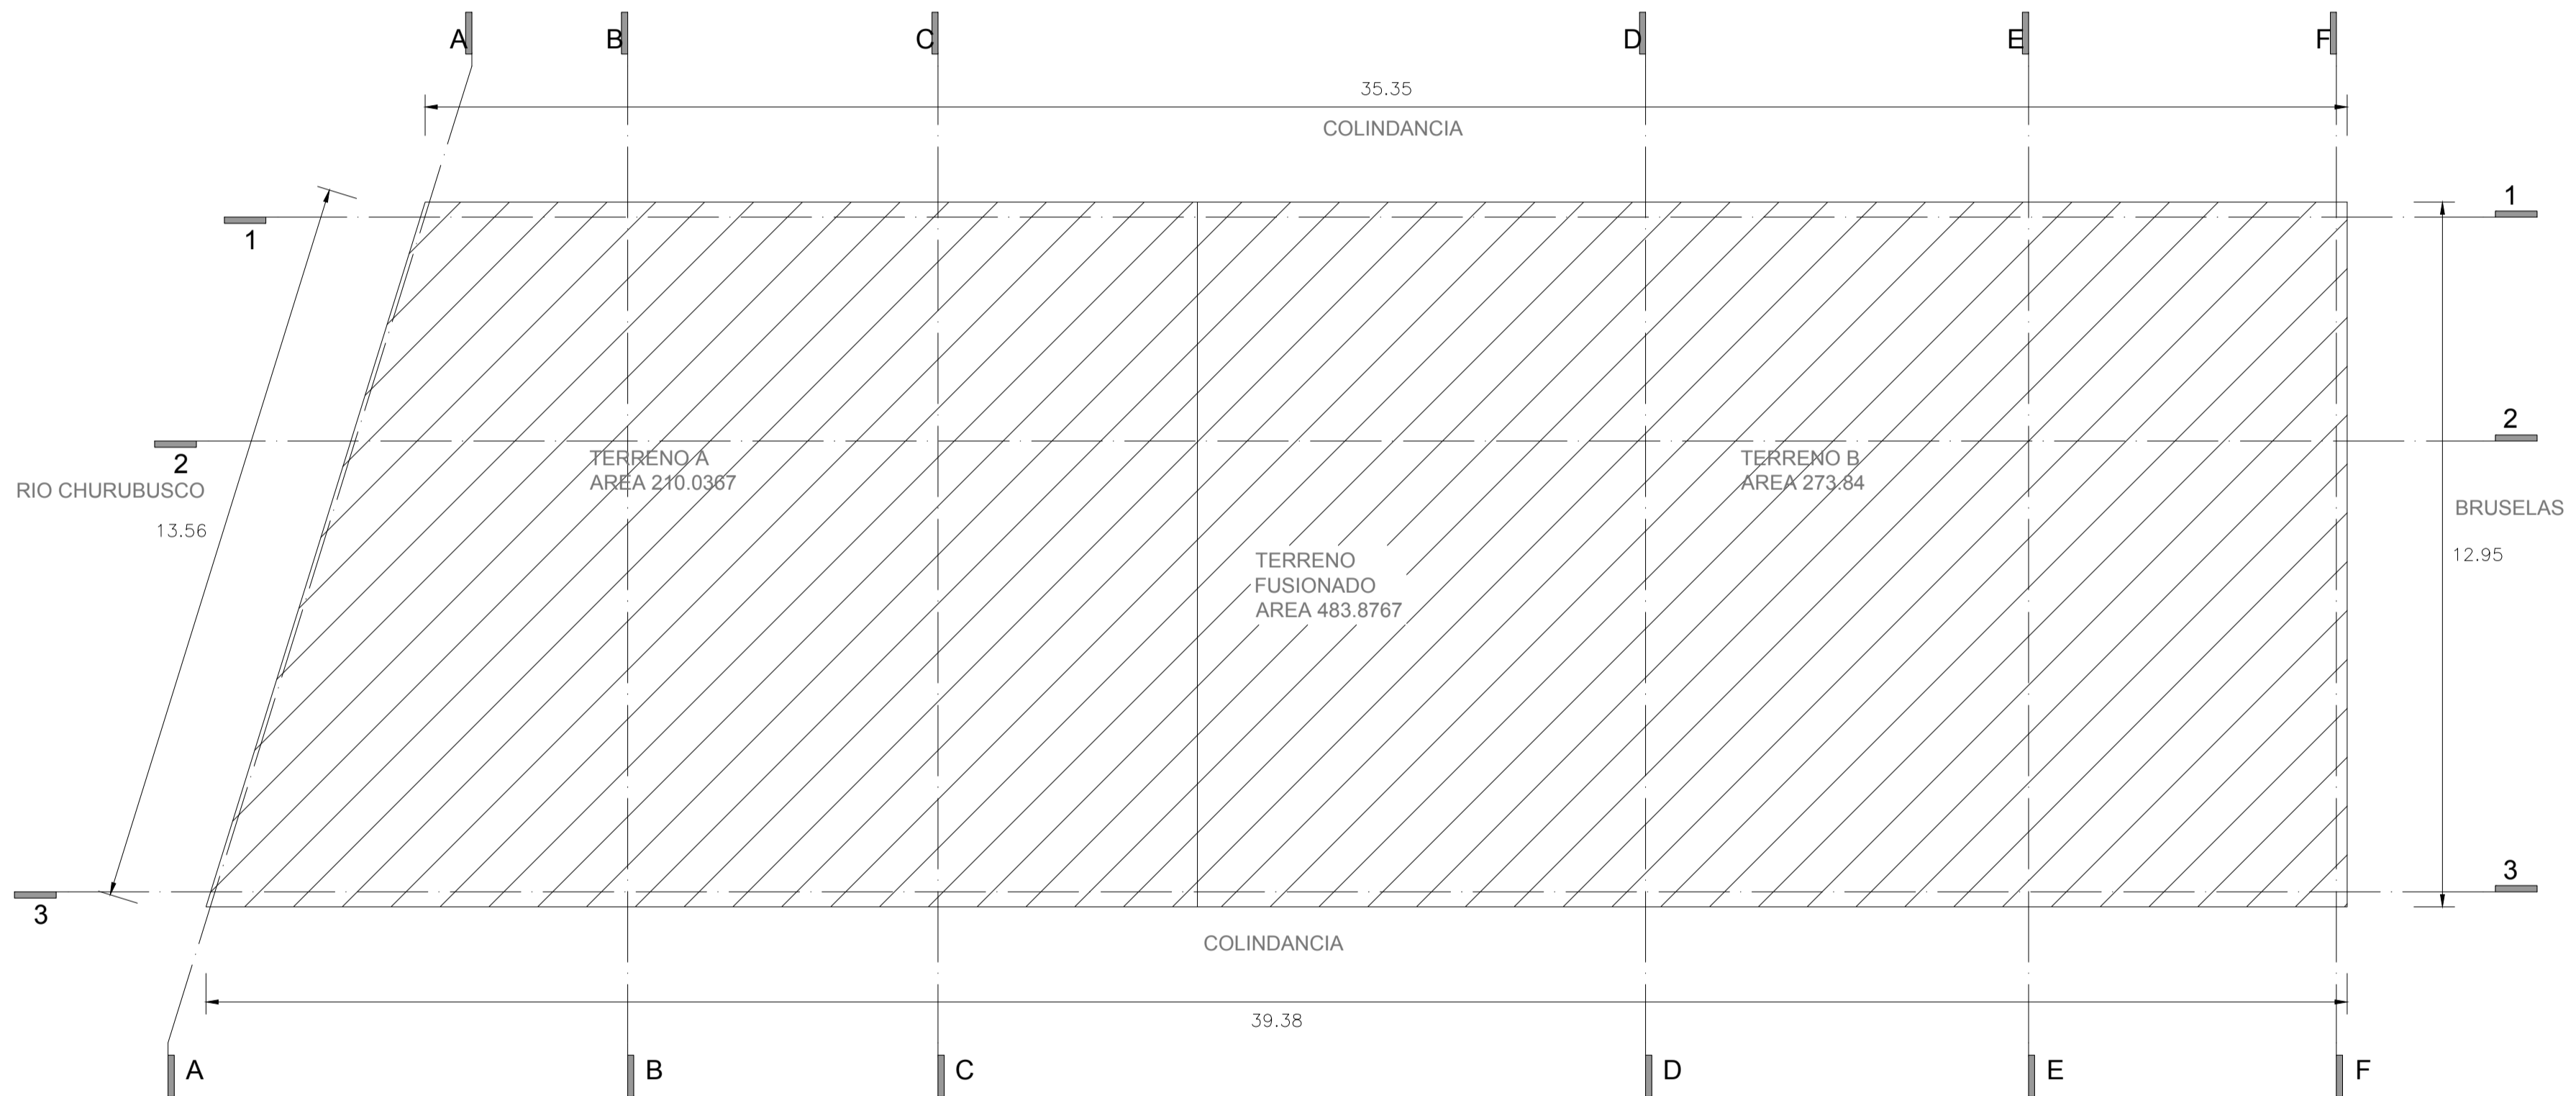 A B C D E F
35.35
COLINDANCIA
1 1
2 2
RIO CHURUBUSCO
13.56
TERRENO A
AREA 210.0367
TERRENO B
AREA 273.84
BRUSELAS
12.95
TERRENO
FUSIONADO
AREA 483.8767
3 3
COLINDANCIA
39.38
A B C D E F